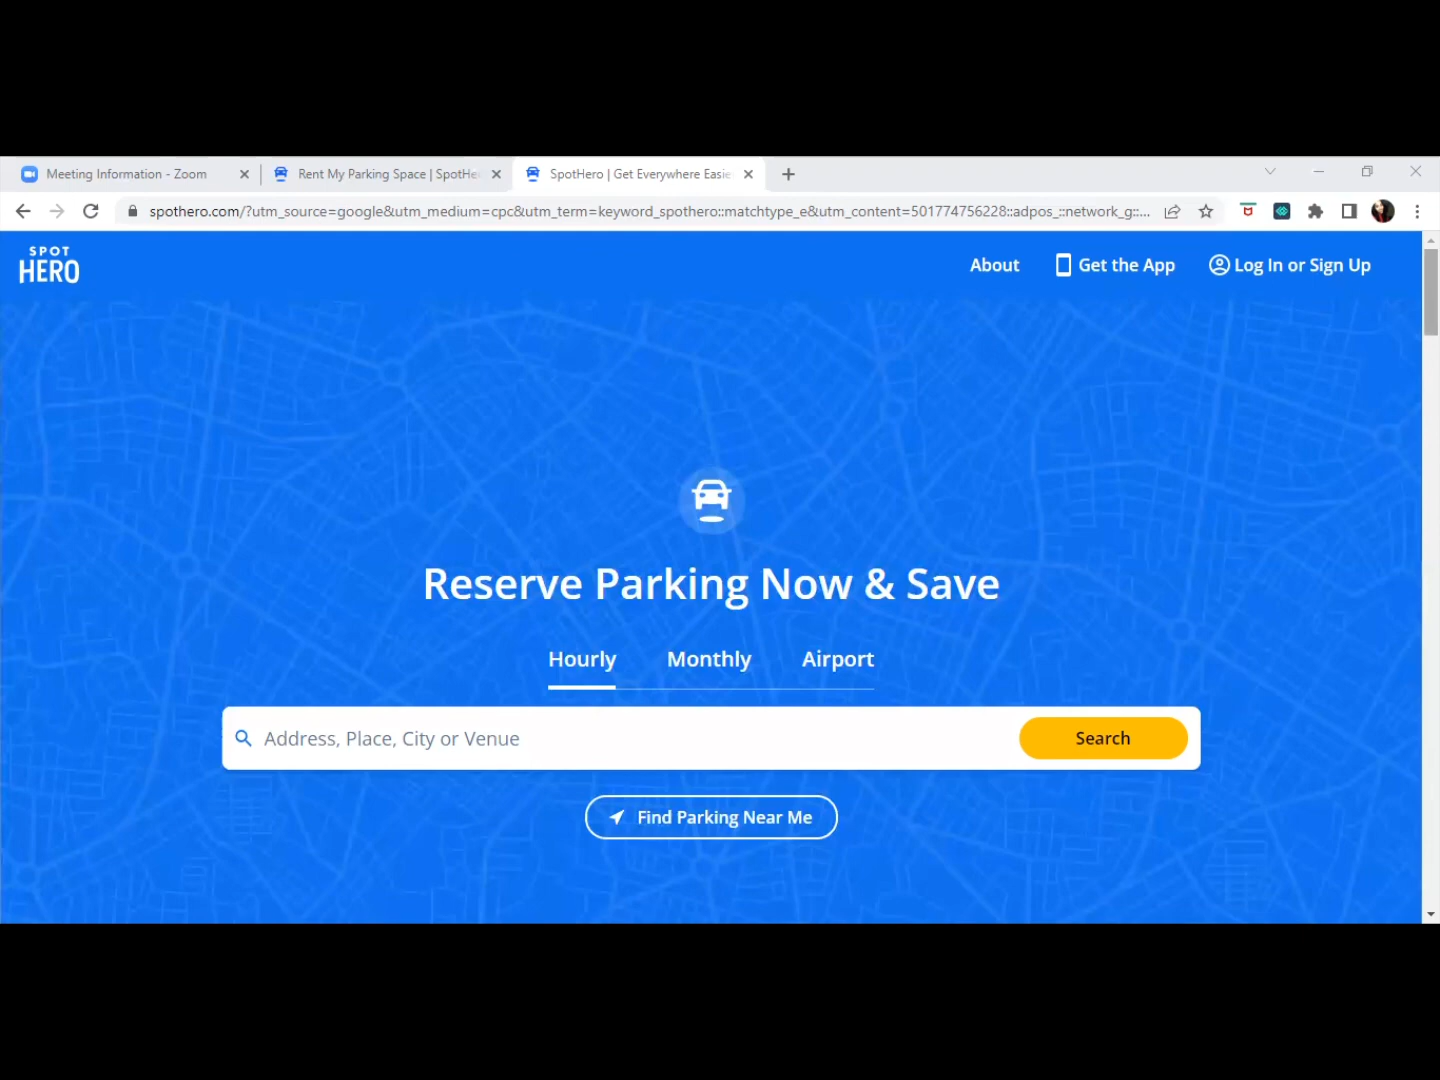 Meeting Information - Zoom
Rent My Parking Space | SpotHe
SpotHero | Get Everywhere Easie
spothero.com/?utm_source=google&utm_medium=cpc&utm_term=keyword_spothero::matchtype_e&utm_content=501774756228::adpos_::network_g::...
SPOT
HERO
About
Get the App
Log In or Sign Up
Reserve Parking Now & Save
Hourly
Monthly
Airport
Address, Place, City or Venue
Search
Find Parking Near Me